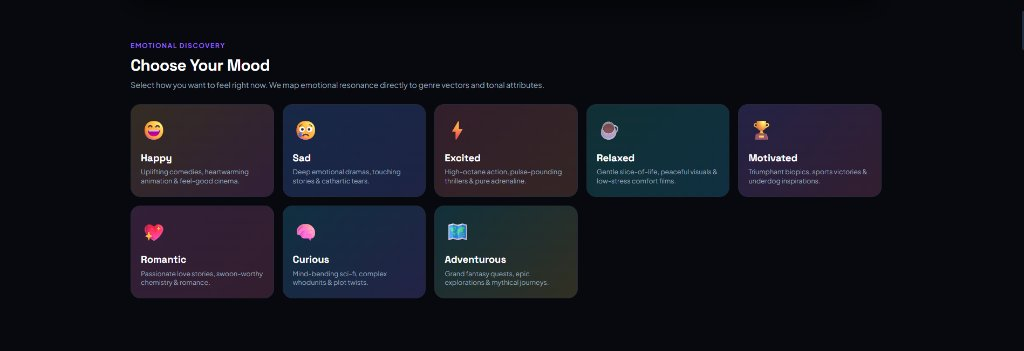 EMOTIONAL DISCOVERY
Choose Your Mood
Select how you want to feel right now. We map emotional resonance directly to genre vectors and tonal attributes.
Happy
Uplifting comedies, heartwarming
animation & feel-good cinema.
Sad
Deep emotional dramas, touching
stories & cathartic tears.
Excited
High-octane action, pulse-pounding
thrillers & pure adrenaline.
Relaxed
Gentle slice-of-life, peaceful visuals &
low-stress comfort films.
Motivated
Triumphant biopics, sports victories &
underdog inspirations.
Romantic
Passionate love stories, swoon-worthy
chemistry & romance.
Curious
Mind-bending sci-fi, complex
whodunits & plot twists.
Adventurous
Grand fantasy quests, epic
explorations & mythical journeys.